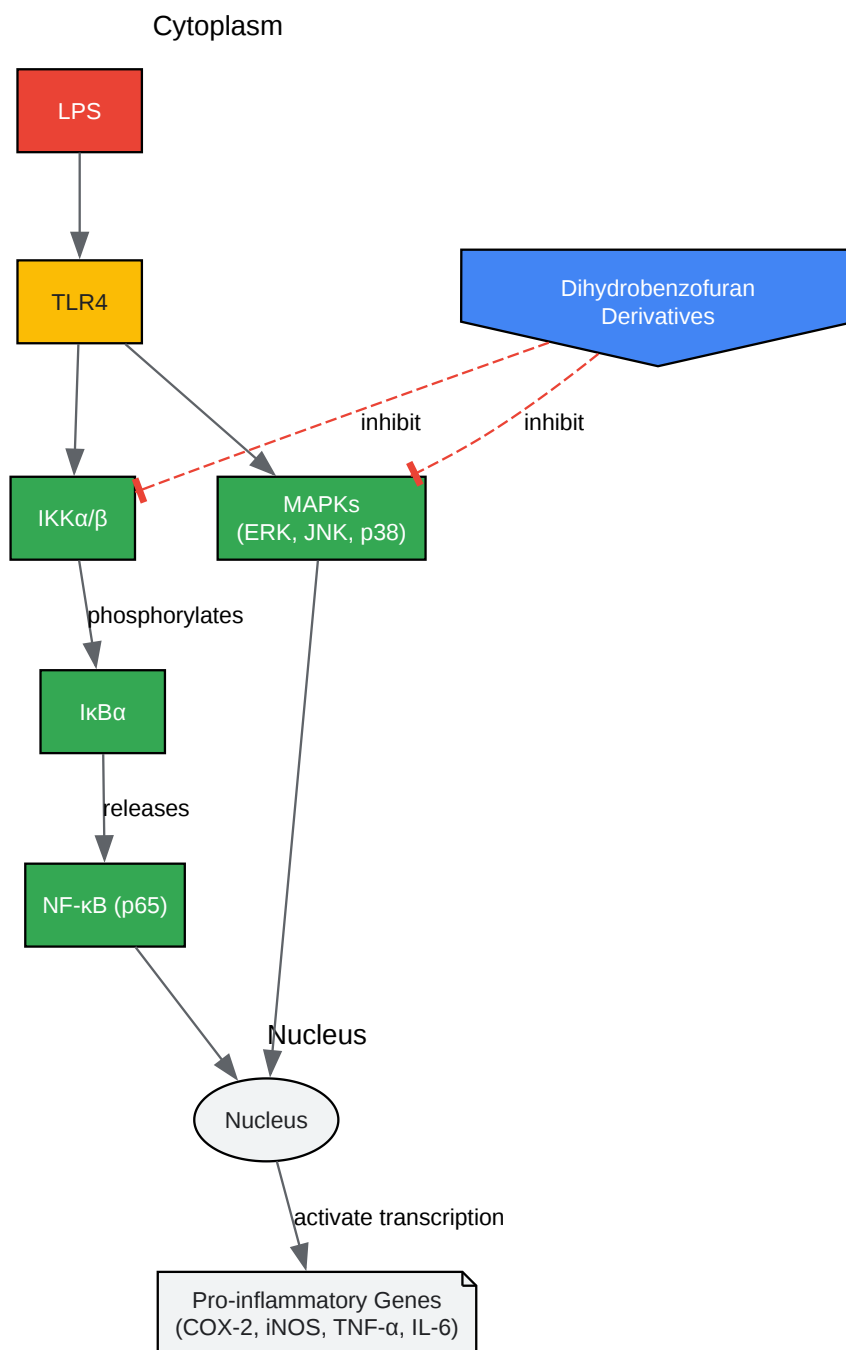 Cytoplasm
LPS
TLR4
Dihydrobenzofuran
Derivatives
inhibit
inhibit
IKKα/β
MAPKs
(ERK, JNK, p38)
phosphorylates
IκBα
releases
NF-κB (p65)
Nucleus
Nucleus
activate transcription
Pro-inflammatory Genes
(COX-2, iNOS, TNF-α, IL-6)